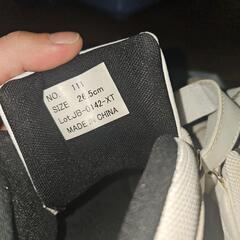 NO. 111
SIZE 26.5cm
Lot.JB-0142-XT
MADE IN CHINA